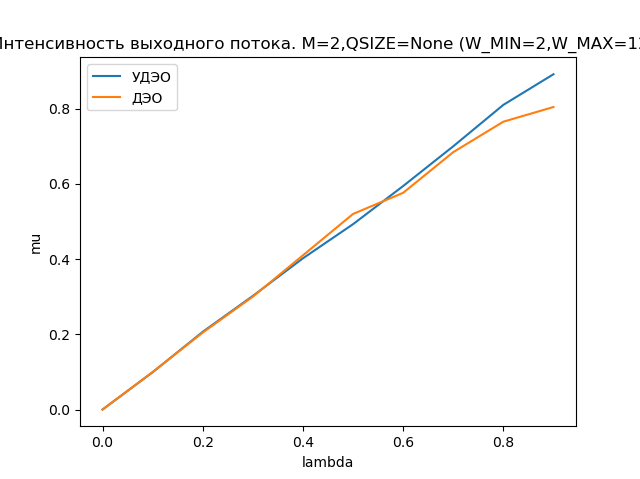 Интенсивность выходного потока. M=2,QSIZE=None (W_MIN=2,W_MAX=12
УДЭО
ДЭО
0.8
0.6
0.4
0.2
0.0
mu
0.0 0.2 0.4 0.6 0.8
lambda